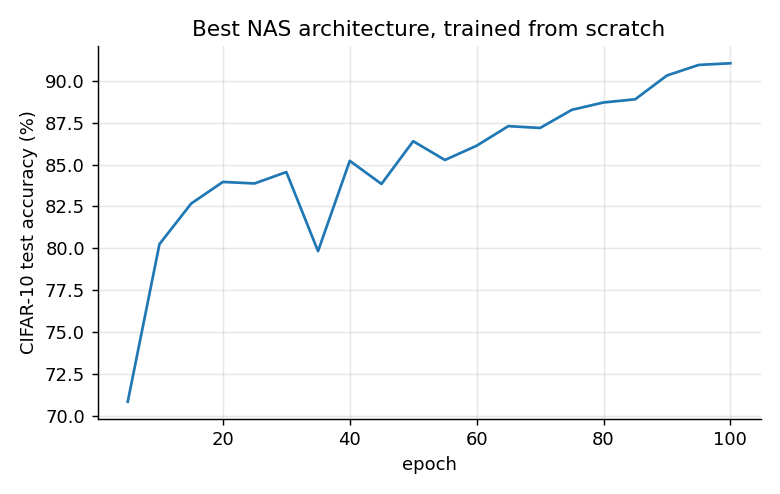 Best NAS architecture, trained from scratch
CIFAR-10 test accuracy (%)
90.0
87.5
85.0
82.5
80.0
77.5
75.0
72.5
70.0
20 40 60 80 100
epoch